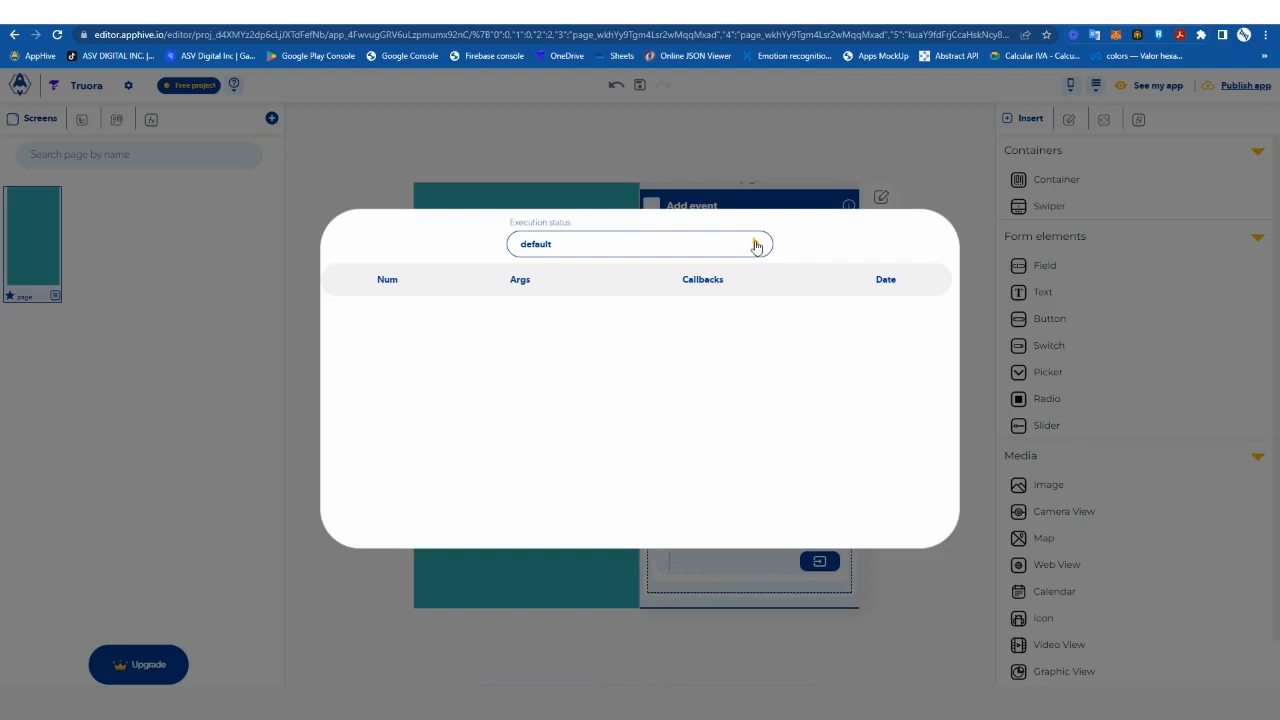 editor.apphive.io/editor/proj_d4XMYz2dp6cLjJXTdFefNb/app_4FwvugGRV6uLzpmumx92nC/%7B"0":0,"1":0,"2":2,"3":"page_wkhYy9Tgm4Lsr2wMqqMxad","4":"page_wkhYy9Tgm4Lsr2wMqqMxad","5":"kuaY9fdFrjCcaHskNcy8...
AppHive
ASV DIGITAL INC. |...
ASV Digital Inc | Ga...
Google Play Console
Google Console
Firebase console
OneDrive
Sheets
Online JSON Viewer
Emotion recognitio...
Apps MockUp
Abstract API
Calcular IVA - Calcu...
colors — Valor hexa...
»
Truora
Free project
See my app
Publish app
Screens
Search page by name
page
Upgrade
Add event
Execution status
default
Num
Args
Callbacks
Date
Insert
Containers
Container
Swiper
Form elements
Field
Text
Button
Switch
Picker
Radio
Slider
Media
Image
Camera View
Map
Web View
Calendar
Icon
Video View
Graphic View